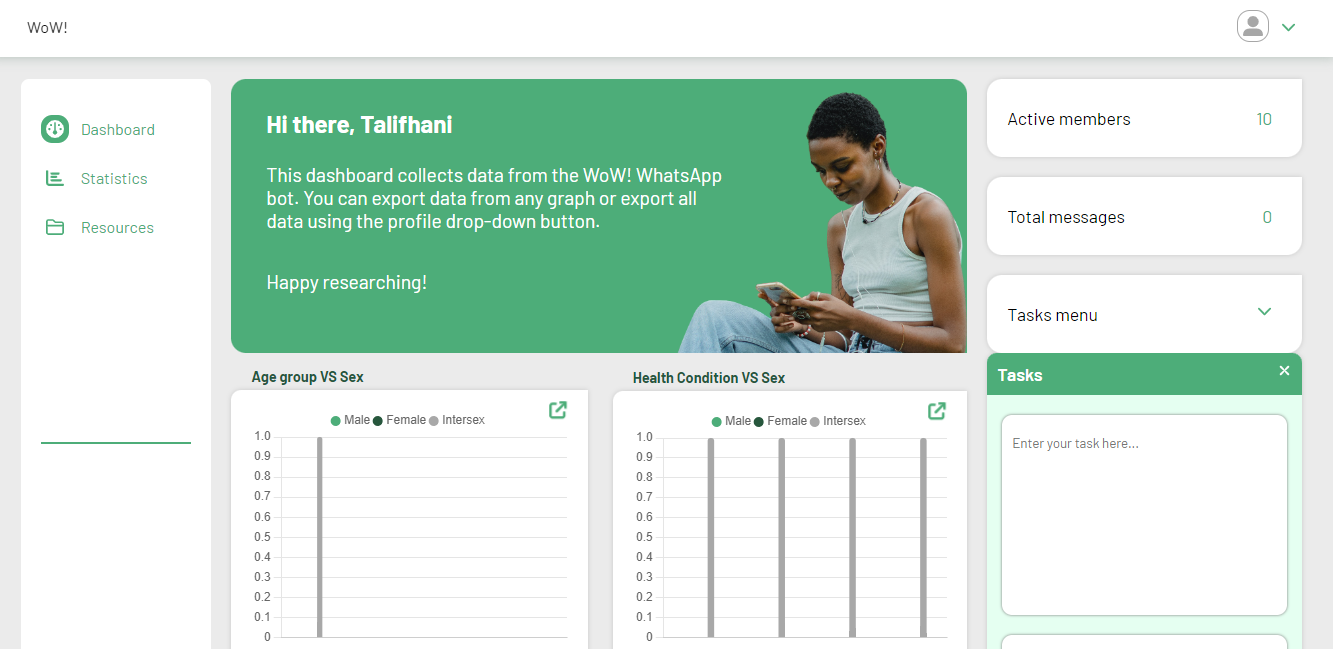 WoW!
Dashboard
Statistics
Resources
Hi there, Talifhani
This dashboard collects data from the WoW! WhatsApp
bot. You can export data from any graph or export all
data using the profile drop-down button.
Happy researching!
Active members 10
Total messages 0
Tasks menu
Tasks ×
Enter your task here...
Age group VS Sex
Male Female Intersex
1.0
0.9
0.8
0.7
0.6
0.5
0.4
0.3
0.2
0.1
0
Health Condition VS Sex
Male Female Intersex
1.0
0.9
0.8
0.7
0.6
0.5
0.4
0.3
0.2
0.1
0